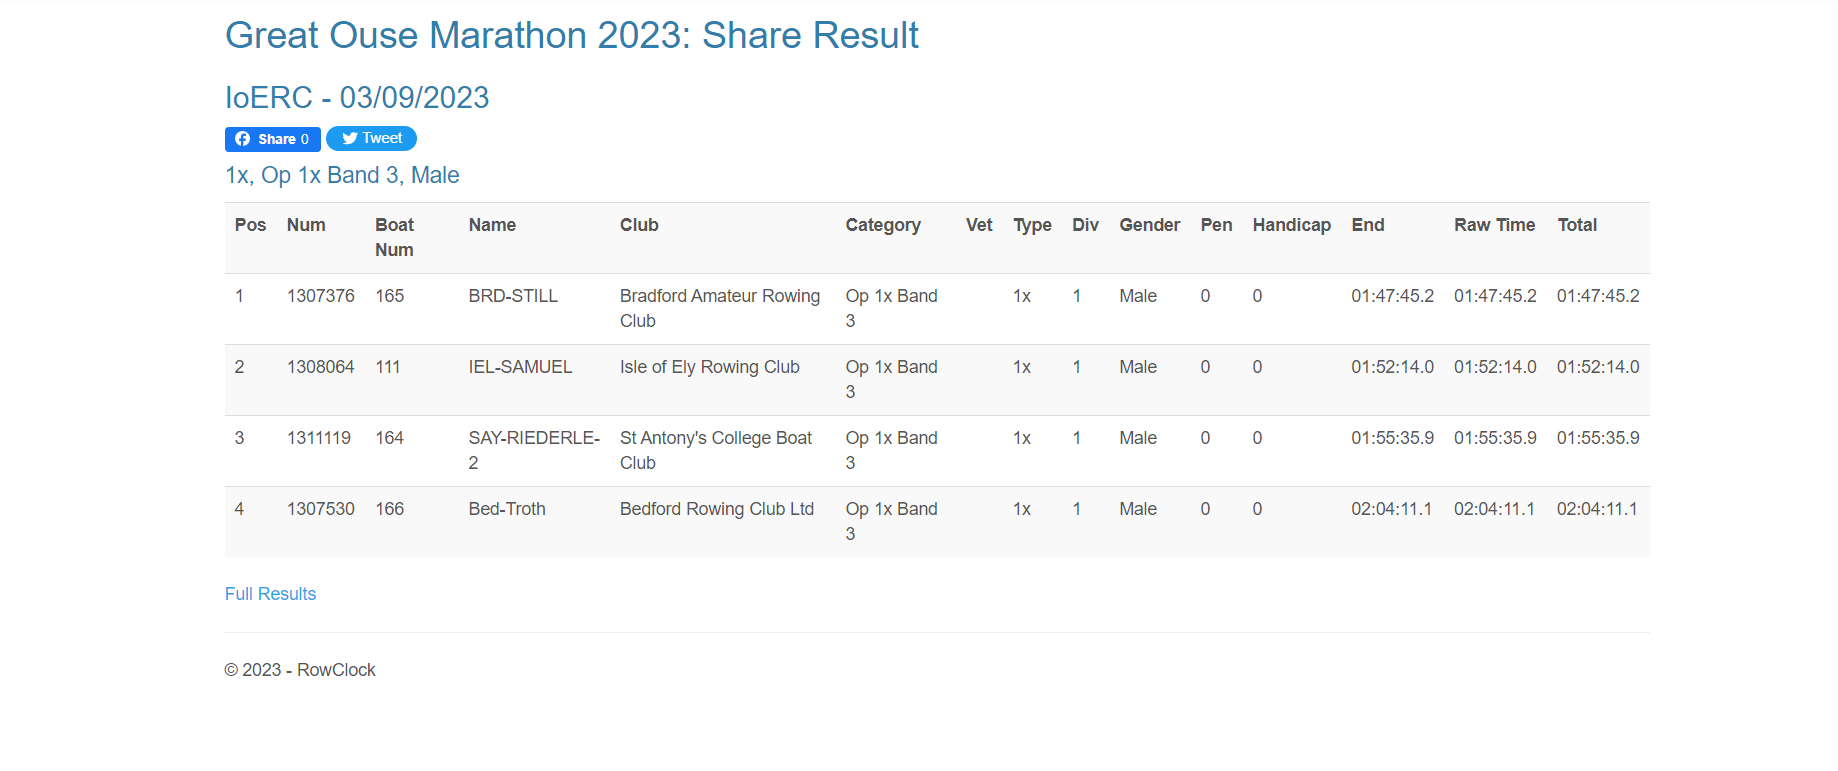 Great Ouse Marathon 2023: Share Result
IoERC - 03/09/2023
Share 0 Tweet
1x, Op 1x Band 3, Male
Pos Num Boat Num Name Club Category Vet Type Div Gender Pen Handicap End Raw Time Total
1 1307376 165 BRD-STILL Bradford Amateur Rowing Club Op 1x Band 3 1x 1 Male 0 0 01:47:45.2 01:47:45.2 01:47:45.2
2 1308064 111 IEL-SAMUEL Isle of Ely Rowing Club Op 1x Band 3 1x 1 Male 0 0 01:52:14.0 01:52:14.0 01:52:14.0
3 1311119 164 SAY-RIEDERLE-2 St Antony's College Boat Club Op 1x Band 3 1x 1 Male 0 0 01:55:35.9 01:55:35.9 01:55:35.9
4 1307530 166 Bed-Troth Bedford Rowing Club Ltd Op 1x Band 3 1x 1 Male 0 0 02:04:11.1 02:04:11.1 02:04:11.1
Full Results
© 2023 - RowClock